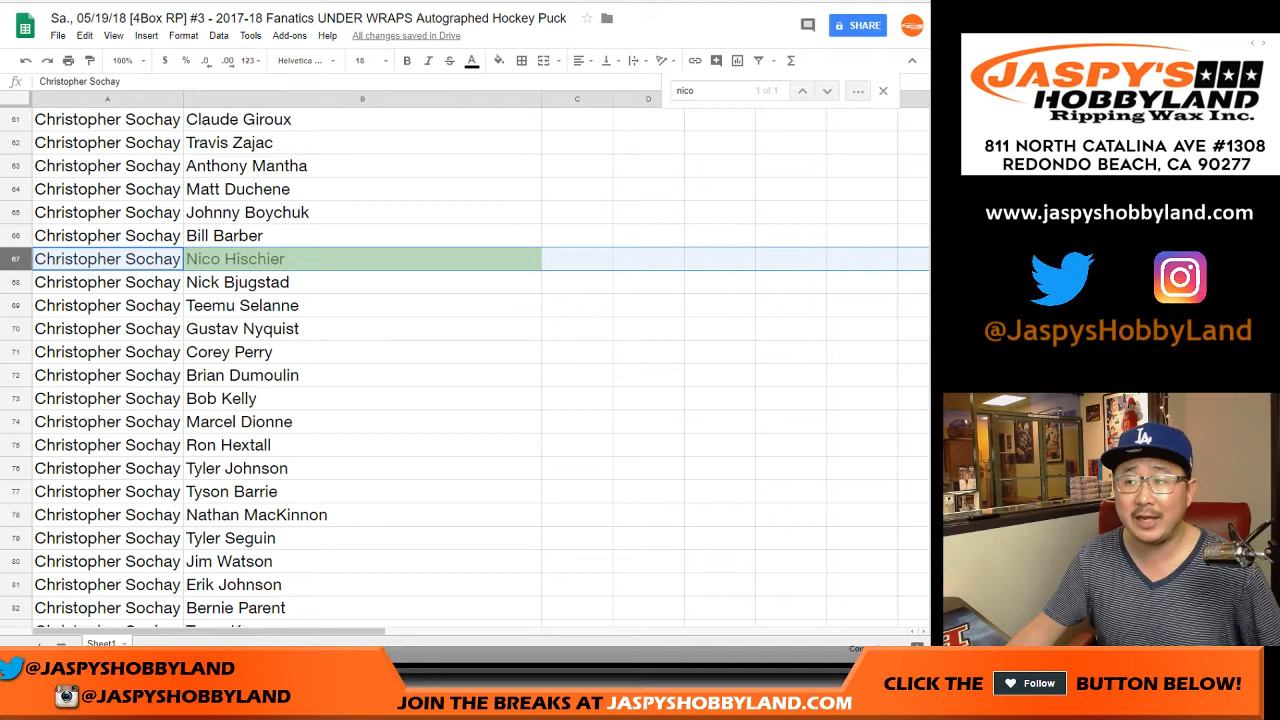 Sa., 05/19/18 [4Box RP] #3 - 2017-18 Fanatics UNDER WRAPS Autographed Hockey Puck
SHARE
File Edit View Insert Format Data Tools Add-ons Help All changes saved in Drive
100% $ % .0 .00 123 Helvetica ... 18 B I S A
fx Christopher Sochay
nico 1 of 1
A B C D
61 Christopher Sochay Claude Giroux
62 Christopher Sochay Travis Zajac
63 Christopher Sochay Anthony Mantha
64 Christopher Sochay Matt Duchene
65 Christopher Sochay Johnny Boychuk
66 Christopher Sochay Bill Barber
67 Christopher Sochay Nico Hischier
68 Christopher Sochay Nick Bjugstad
69 Christopher Sochay Teemu Selanne
70 Christopher Sochay Gustav Nyquist
71 Christopher Sochay Corey Perry
72 Christopher Sochay Brian Dumoulin
73 Christopher Sochay Bob Kelly
74 Christopher Sochay Marcel Dionne
75 Christopher Sochay Ron Hextall
76 Christopher Sochay Tyler Johnson
77 Christopher Sochay Tyson Barrie
78 Christopher Sochay Nathan MacKinnon
79 Christopher Sochay Tyler Seguin
80 Christopher Sochay Jim Watson
81 Christopher Sochay Erik Johnson
82 Christopher Sochay Bernie Parent
Sheet1
JASPY'S
HOBBYLAND
Ripping Wax Inc.
811 NORTH CATALINA AVE #1308
REDONDO BEACH, CA 90277
www.jaspyshobbyland.com
@JaspysHobbyLand
LA
@JASPYSHOBBYLAND
@JASPYSHOBBYLAND
JOIN THE BREAKS AT JASPYSHOBBYLAND.COM
CLICK THE Follow BUTTON BELOW!